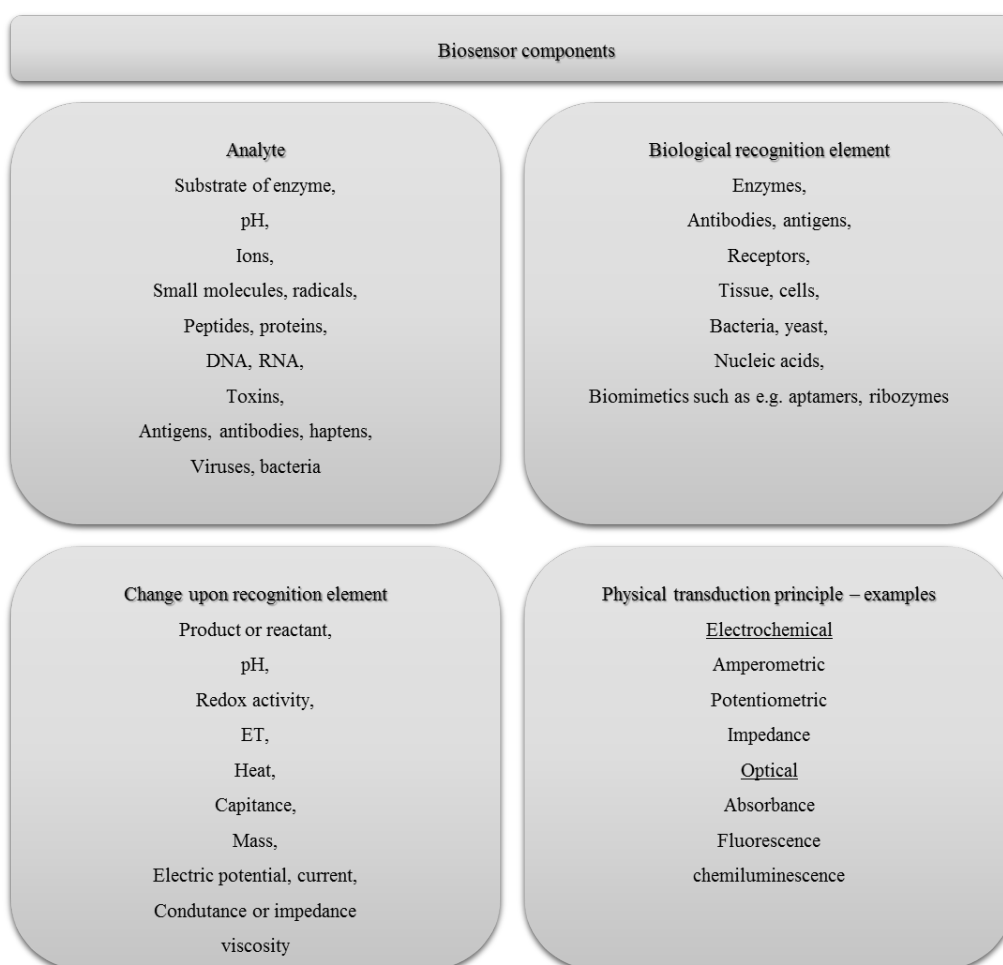 Biosensor components
Analyte
Substrate of enzyme,
pH,
Ions,
Small molecules, radicals,
Peptides, proteins,
DNA, RNA,
Toxins,
Antigens, antibodies, haptens,
Viruses, bacteria
Biological recognition element
Enzymes,
Antibodies, antigens,
Receptors,
Tissue, cells,
Bacteria, yeast,
Nucleic acids,
Biomimetics such as e.g. aptamers, ribozymes
Change upon recognition element
Product or reactant,
pH,
Redox activity,
ET,
Heat,
Capitance,
Mass,
Electric potential, current,
Condutance or impedance
viscosity
Physical transduction principle – examples
Electrochemical
Amperometric
Potentiometric
Impedance
Optical
Absorbance
Fluorescence
chemiluminescence